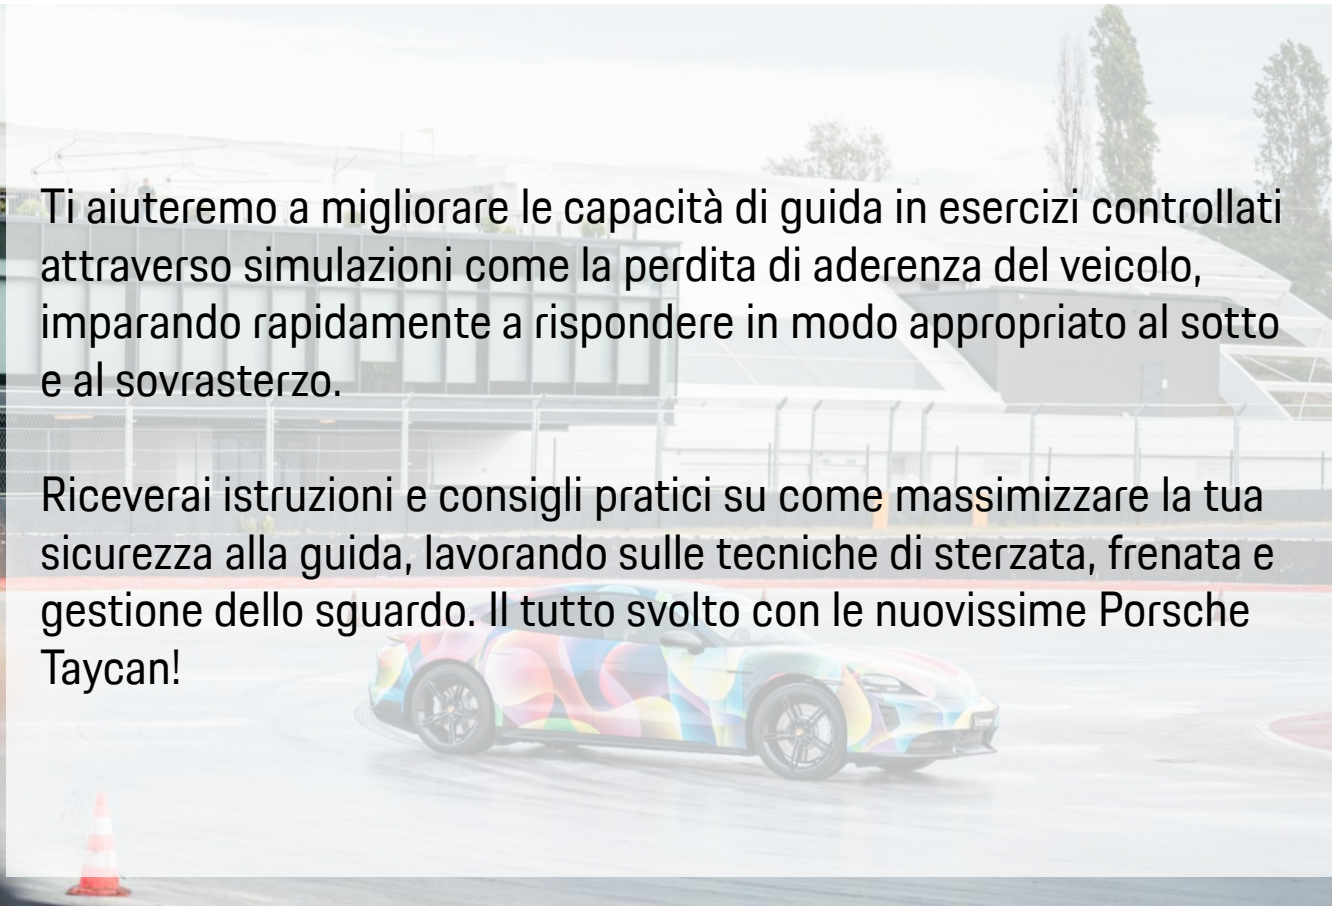 Ti aiuteremo a migliorare le capacità di guida in esercizi controllati
attraverso simulazioni come la perdita di aderenza del veicolo,
imparando rapidamente a rispondere in modo appropriato al sotto
e al sovrasterzo.
Riceverai istruzioni e consigli pratici su come massimizzare la tua
sicurezza alla guida, lavorando sulle tecniche di sterzata, frenata e
gestione dello sguardo. Il tutto svolto con le nuovissime Porsche
Taycan!